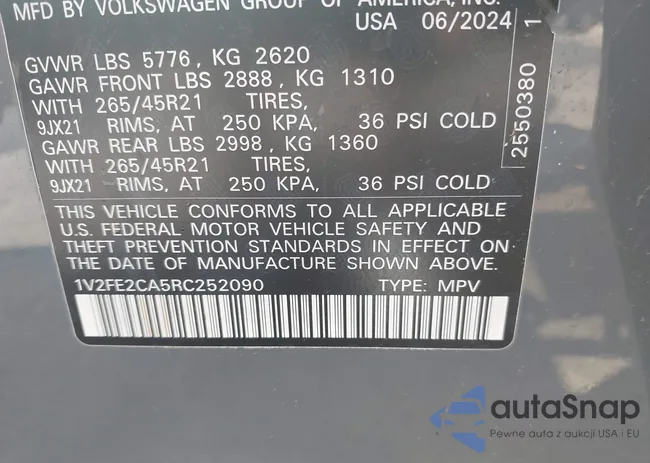 MFD BY VOLKSWAGEN GROUP OF AMERICA, INC.
USA 06/2024
GVWR LBS 5776, KG 2620
GAWR FRONT LBS 2888, KG 1310
WITH 265/45R21 TIRES,
9JX21 RIMS, AT 250 KPA, 36 PSI COLD
GAWR REAR LBS 2998, KG 1360
WITH 265/45R21 TIRES,
9JX21 RIMS, AT 250 KPA, 36 PSI COLD
THIS VEHICLE CONFORMS TO ALL APPLICABLE
U.S. FEDERAL MOTOR VEHICLE SAFETY AND
THEFT PREVENTION STANDARDS IN EFFECT ON
THE DATE OF MANUFACTURE SHOWN ABOVE.
1V2FE2CA5RC252090 TYPE: MPV
2550380 1
autaSnap
Pewne auta z aukcji USA i EU